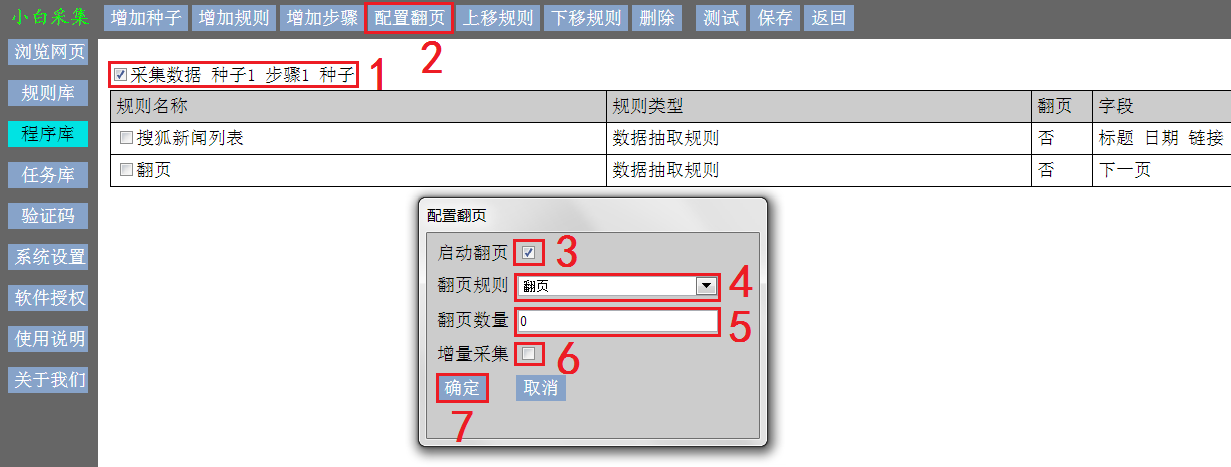 小白采集 增加种子 增加规则 增加步骤 配置翻页 上移规则 下移规则 删除 测试 保存 返回
2
浏览网页
规则库
程序库
任务库
验证码
系统设置
软件授权
使用说明
关于我们
采集数据 种子1 步骤1 种子 1
规则名称 规则类型 翻页 字段
搜狐新闻列表 数据抽取规则 否 标题 日期 链接
翻页 数据抽取规则 否 下一页
配置翻页
启动翻页 3
翻页规则 翻页 4
翻页数量 0 5
增量采集 6
确定 取消
7